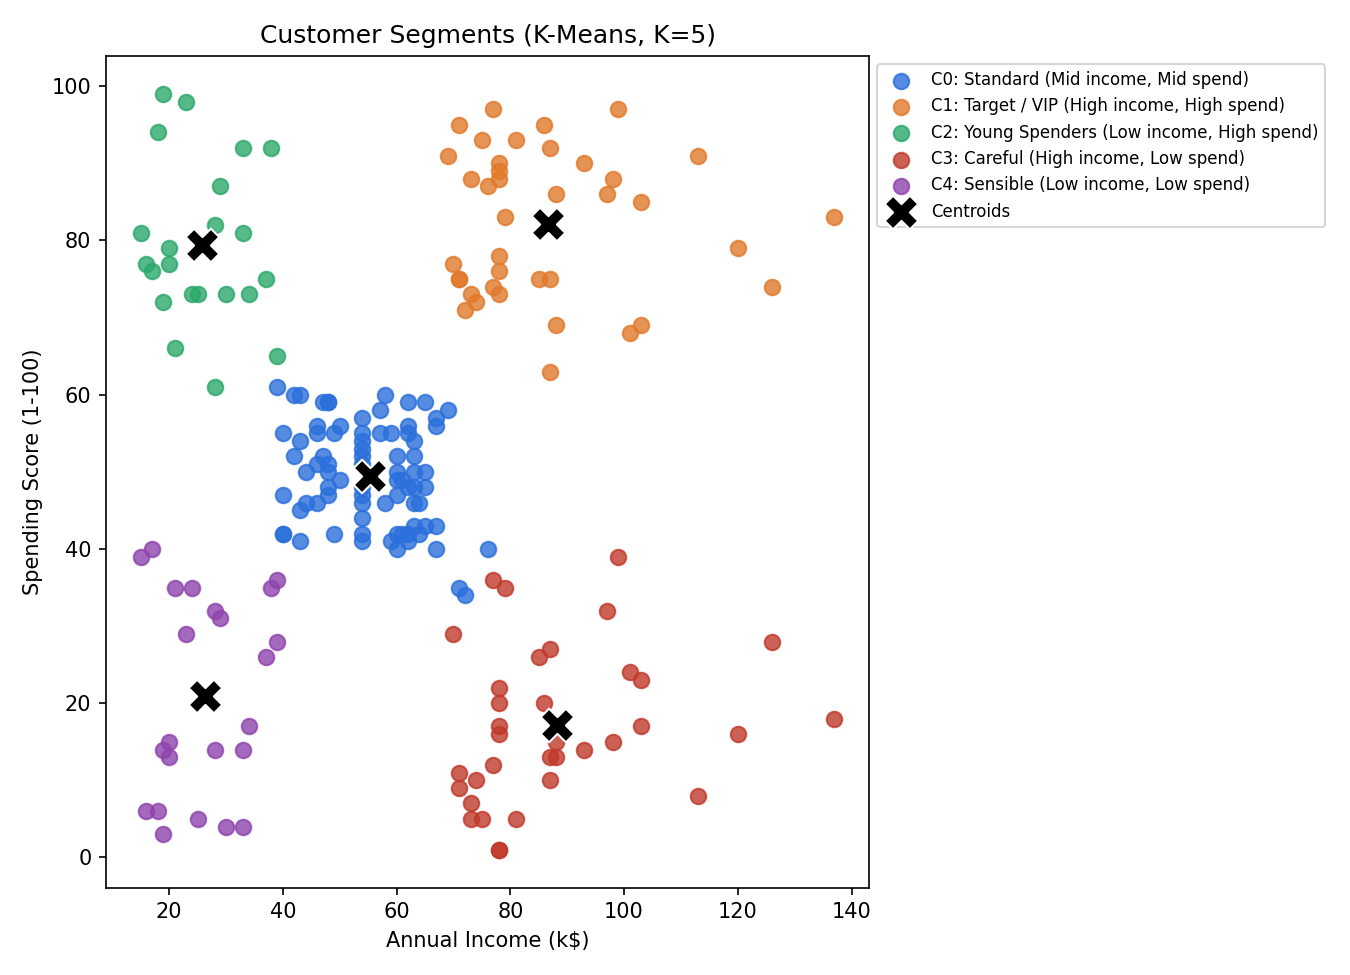 Customer Segments (K-Means, K=5)
C0: Standard (Mid income, Mid spend)
C1: Target / VIP (High income, High spend)
C2: Young Spenders (Low income, High spend)
C3: Careful (High income, Low spend)
C4: Sensible (Low income, Low spend)
Centroids
Spending Score (1-100)
100
80
60
40
20
0
20 40 60 80 100 120 140
Annual Income (k$)